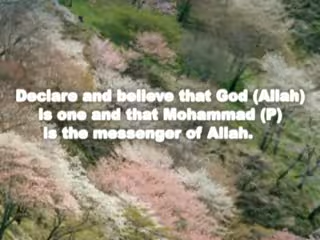 Declare and believe that God (Allah)
is one and that Mohammad (P)
is the messenger of Allah.